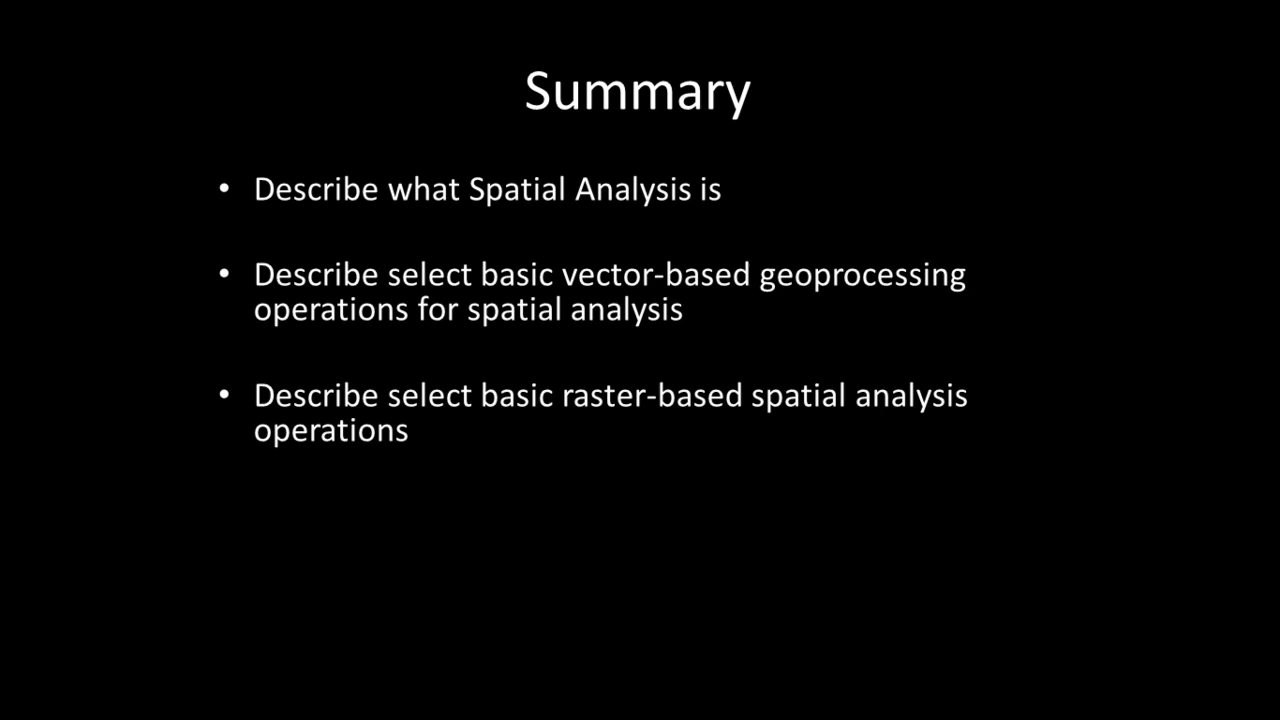 Summary
• Describe what Spatial Analysis is
• Describe select basic vector-based geoprocessing
operations for spatial analysis
• Describe select basic raster-based spatial analysis
operations